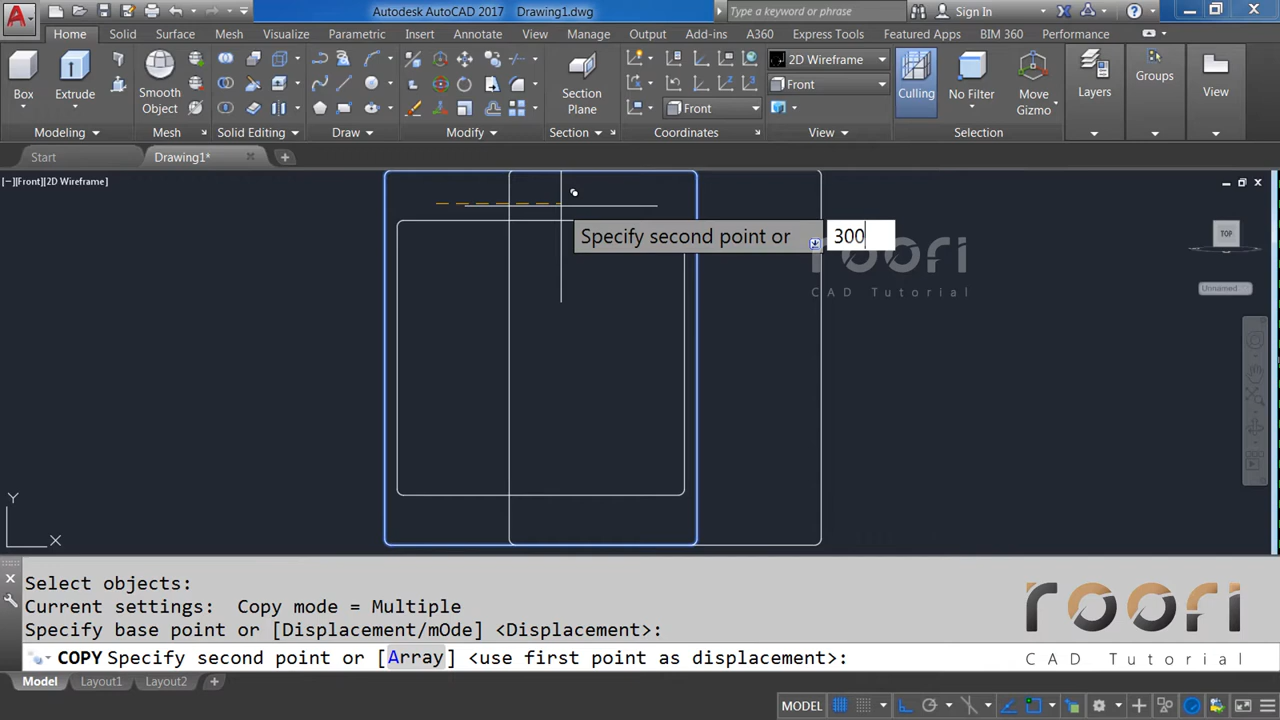 Autodesk AutoCAD 2017 Drawing1.dwg
Type a keyword or phrase
Sign In
Home Solid Surface Mesh Visualize Parametric Insert Annotate View Manage Output Add-ins A360 Express Tools Featured Apps BIM 360 Performance
Box Extrude Smooth Object Section Plane 2D Wireframe Front Front Culling No Filter Move Gizmo Layers Groups View
Modeling Mesh Solid Editing Draw Modify Section Coordinates View Selection
Start Drawing1* +
[−][Front][2D Wireframe]
TOP
Specify second point or 300
roori
CAD Tutorial
Unnamed
Y
X
Select objects:
Current settings: Copy mode = Multiple
Specify base point or [Displacement/mOde] <Displacement>:
COPY Specify second point or [Array] <use first point as displacement>:
roori
CAD Tutorial
Model Layout1 Layout2 +
MODEL